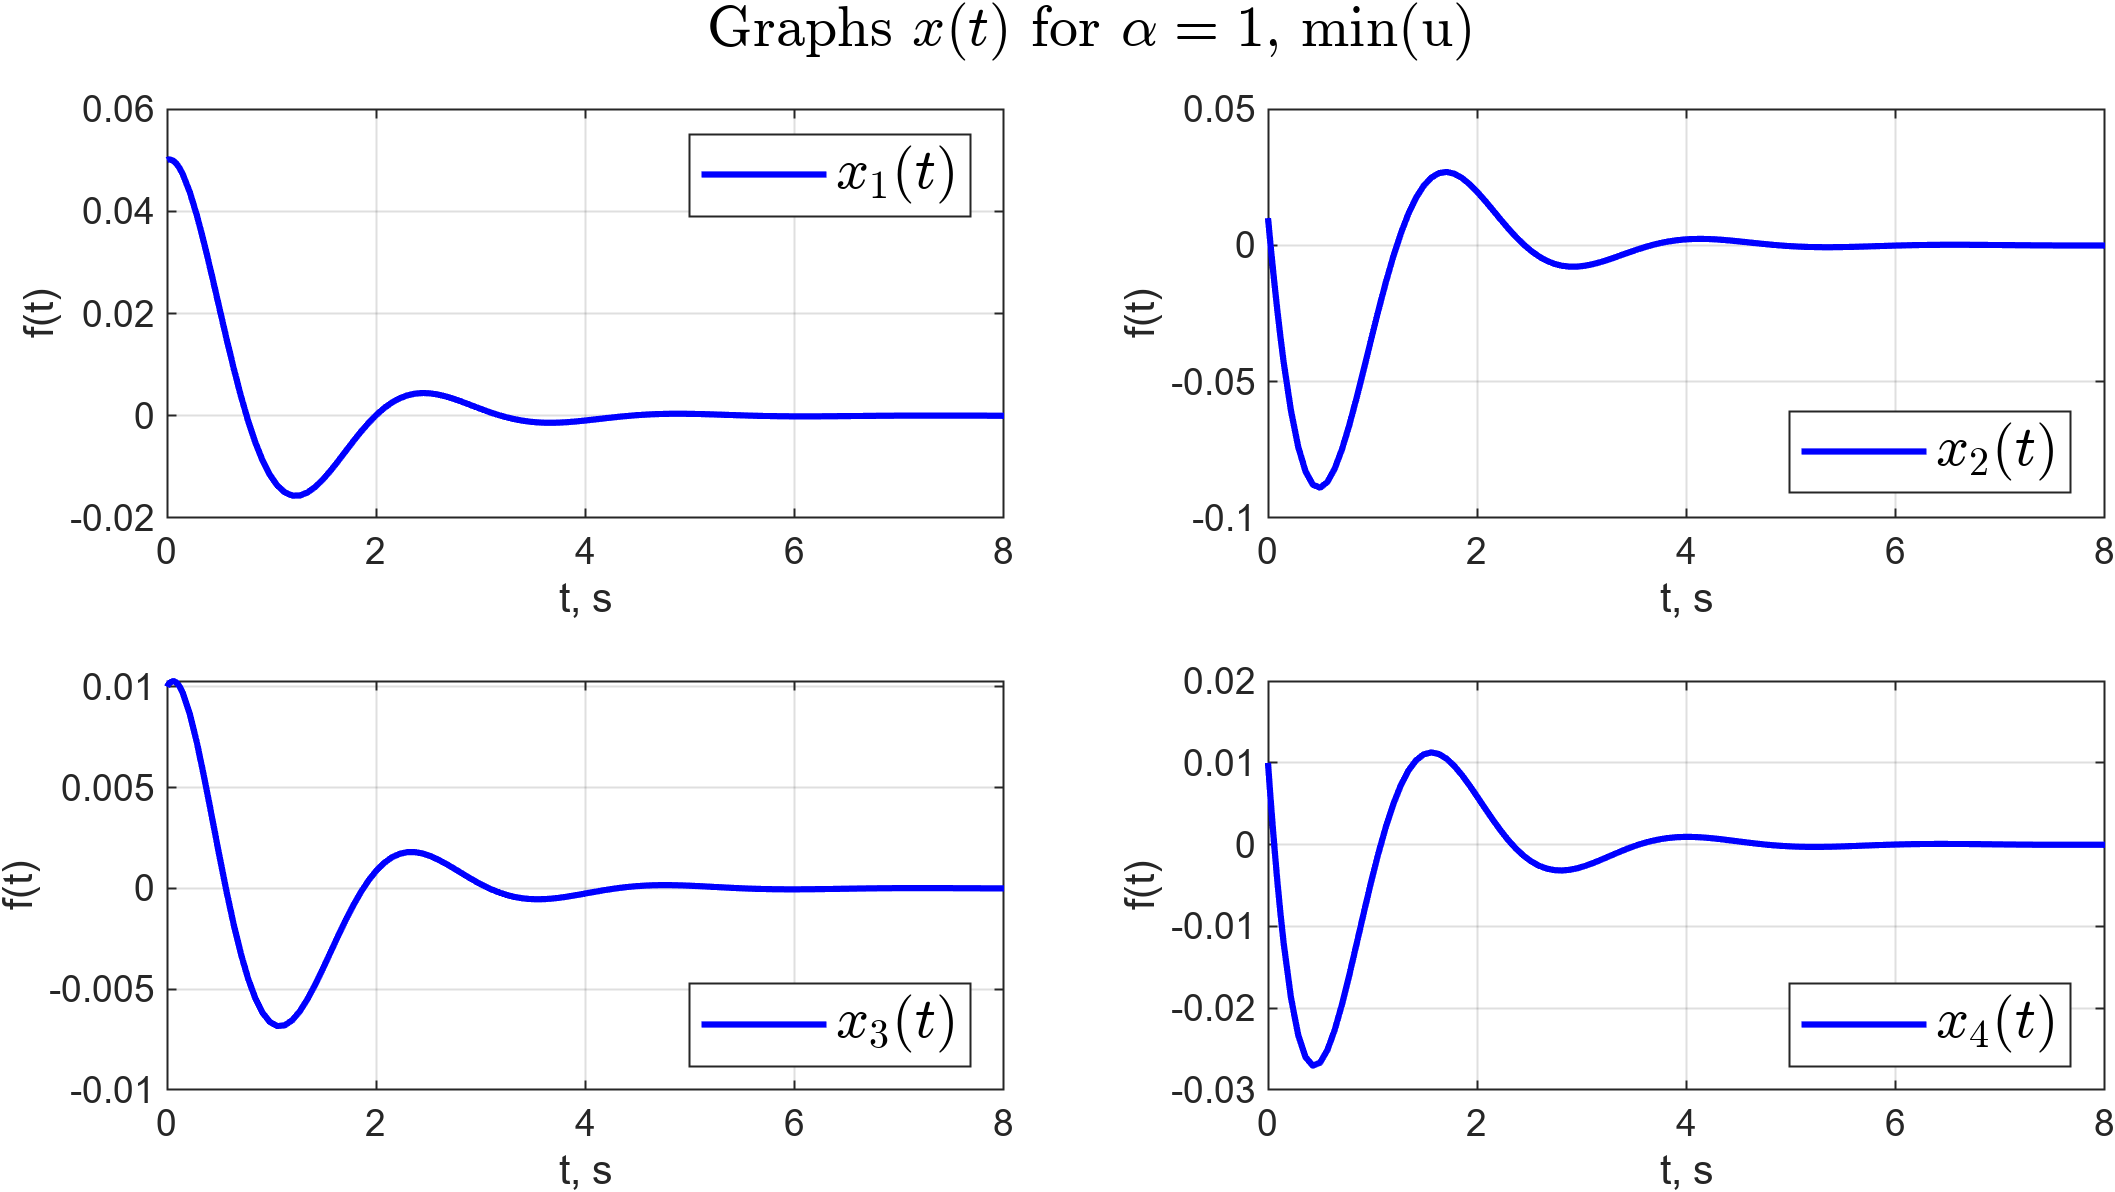 Graphs x(t) for α = 1, min(u)
0.06
0.04
0.02
0
-0.02
f(t)
0 2 4 6 8
t, s
x₁(t)
0.05
0
-0.05
-0.1
f(t)
0 2 4 6 8
t, s
x₂(t)
0.01
0.005
0
-0.005
-0.01
f(t)
0 2 4 6 8
t, s
x₃(t)
0.02
0.01
0
-0.01
-0.02
-0.03
f(t)
0 2 4 6 8
t, s
x₄(t)